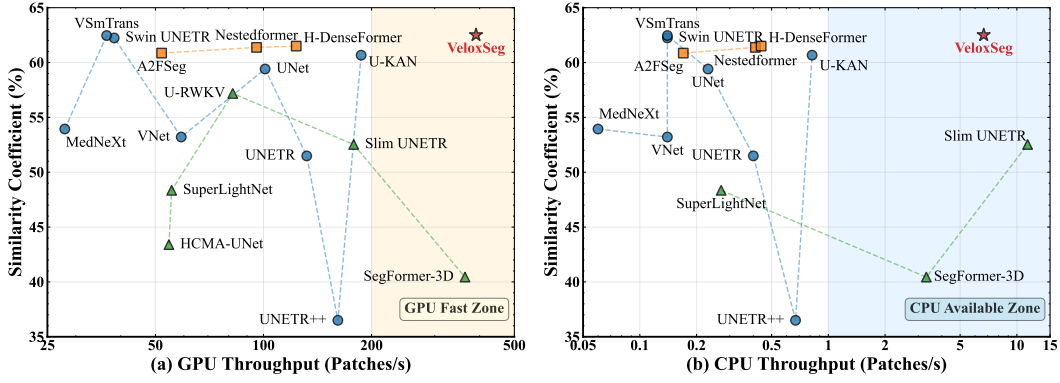 65
60
55
50
45
40
35
Similarity Coefficient (%)
VSmTrans
Swin UNETR
Nestedformer
H-DenseFormer
VeloxSeg
A2FSeg
UNet
U-KAN
U-RWKV
MedNeXt
VNet
UNETR
Slim UNETR
SuperLightNet
HCMA-UNet
SegFormer-3D
UNETR++
GPU Fast Zone
25
50
100
200
500
(a) GPU Throughput (Patches/s)
65
60
55
50
45
40
35
Similarity Coefficient (%)
VSmTrans
Swin UNETR
H-DenseFormer
VeloxSeg
A2FSeg
Nestedformer
U-KAN
UNet
MedNeXt
VNet
UNETR
Slim UNETR
SuperLightNet
SegFormer-3D
UNETR++
CPU Available Zone
0.05
0.1
0.2
0.4
1
2
5
10
15
(b) CPU Throughput (Patches/s)